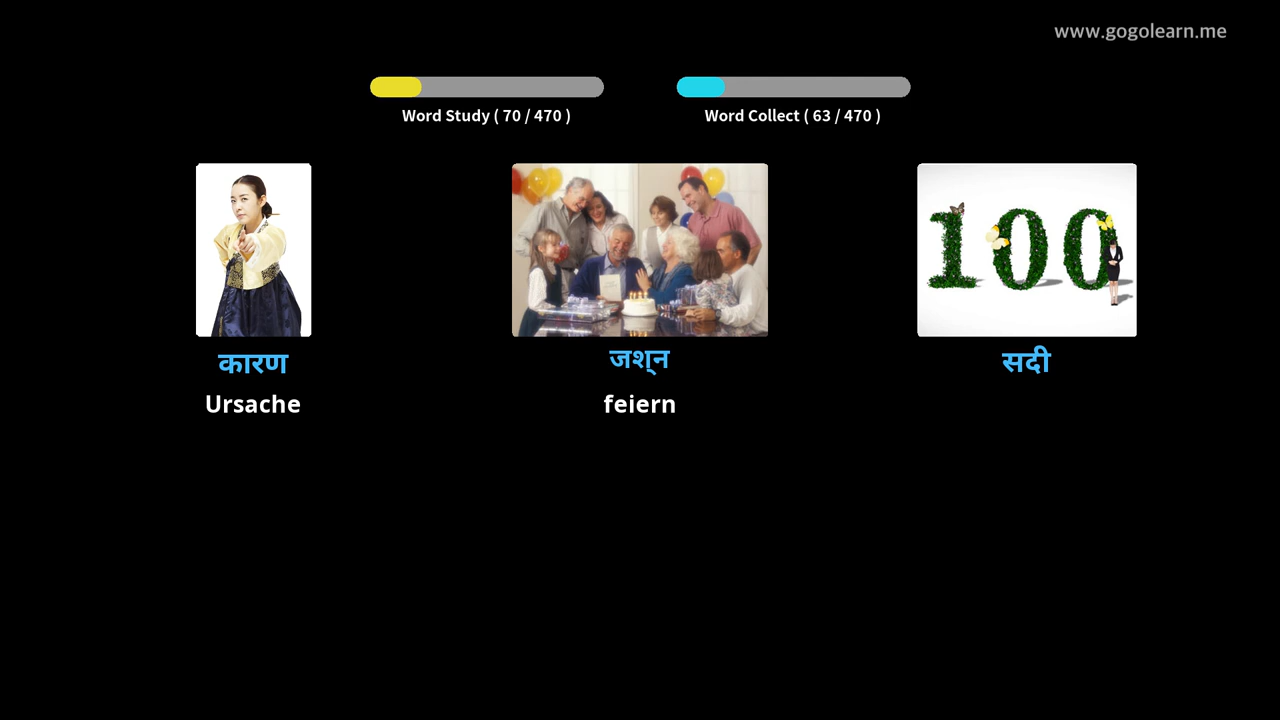 www.gogolearn.me
Word Study ( 70 / 470 )
Word Collect ( 63 / 470 )
100
कारण
जश्न
सदी
Ursache
feiern